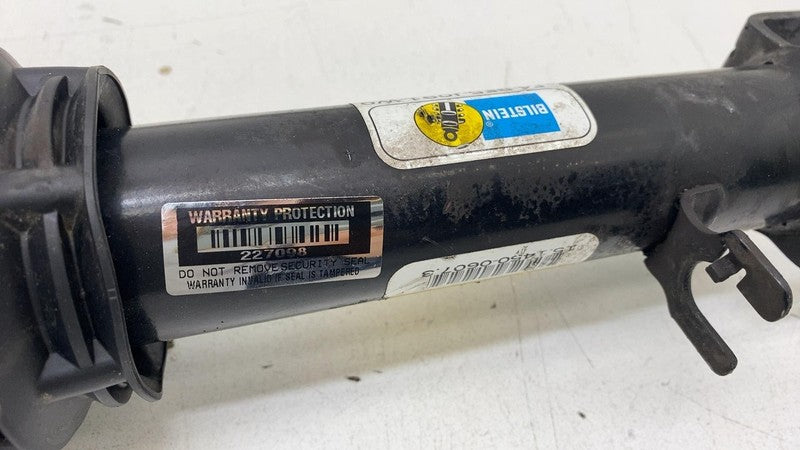 BILSTEIN
WARRANTY PROTECTION
227098
DO NOT REMOVE SECURITY SEAL
WARRANTY INVALID IF SEAL IS TAMPERED